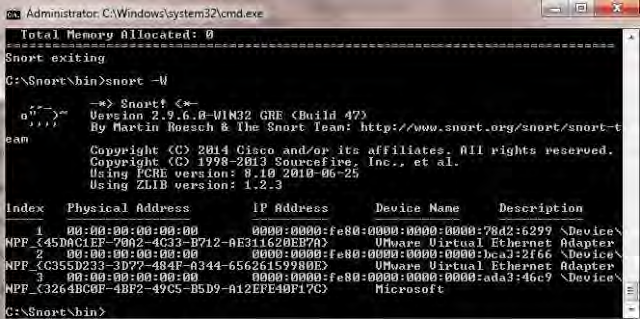 Administrator: C:\Windows\system32\cmd.exe
Total Memory Allocated: 0
===============================================================================
Snort exiting
C:\Snort\bin>snort -W
,,_     -*> Snort! <*-
o"  )~   Version 2.9.6.0-WIN32 GRE (Build 47)
''''    By Martin Roesch & The Snort Team: http://www.snort.org/snort/snort-t
eam
Copyright (C) 2014 Cisco and/or its affiliates. All rights reserved.
Copyright (C) 1998-2013 Sourcefire, Inc., et al.
Using PCRE version: 8.10 2010-06-25
Using ZLIB version: 1.2.3
Index   Physical Address        IP Address      Device Name     Description
1  00:00:00:00:00:00       0000:0000:fe80:0000:0000:0000:78d2:6299 \Device\
NPF_{45DAC1EF-70A2-4C33-B712-AE311620EB7A}      VMware Virtual Ethernet Adapter
2  00:00:00:00:00:00       0000:0000:fe80:0000:0000:0000:bca3:2f66 \Device\
NPF_{C355D233-3D77-484F-A344-65626159980E}      VMware Virtual Ethernet Adapter
3  00:00:00:00:00:00       0000:0000:fe80:0000:0000:0000:ada3:46c9 \Device\
NPF_{3264BC0F-4BF2-49C5-B5D9-A12EFE40F17C}      Microsoft
C:\Snort\bin>